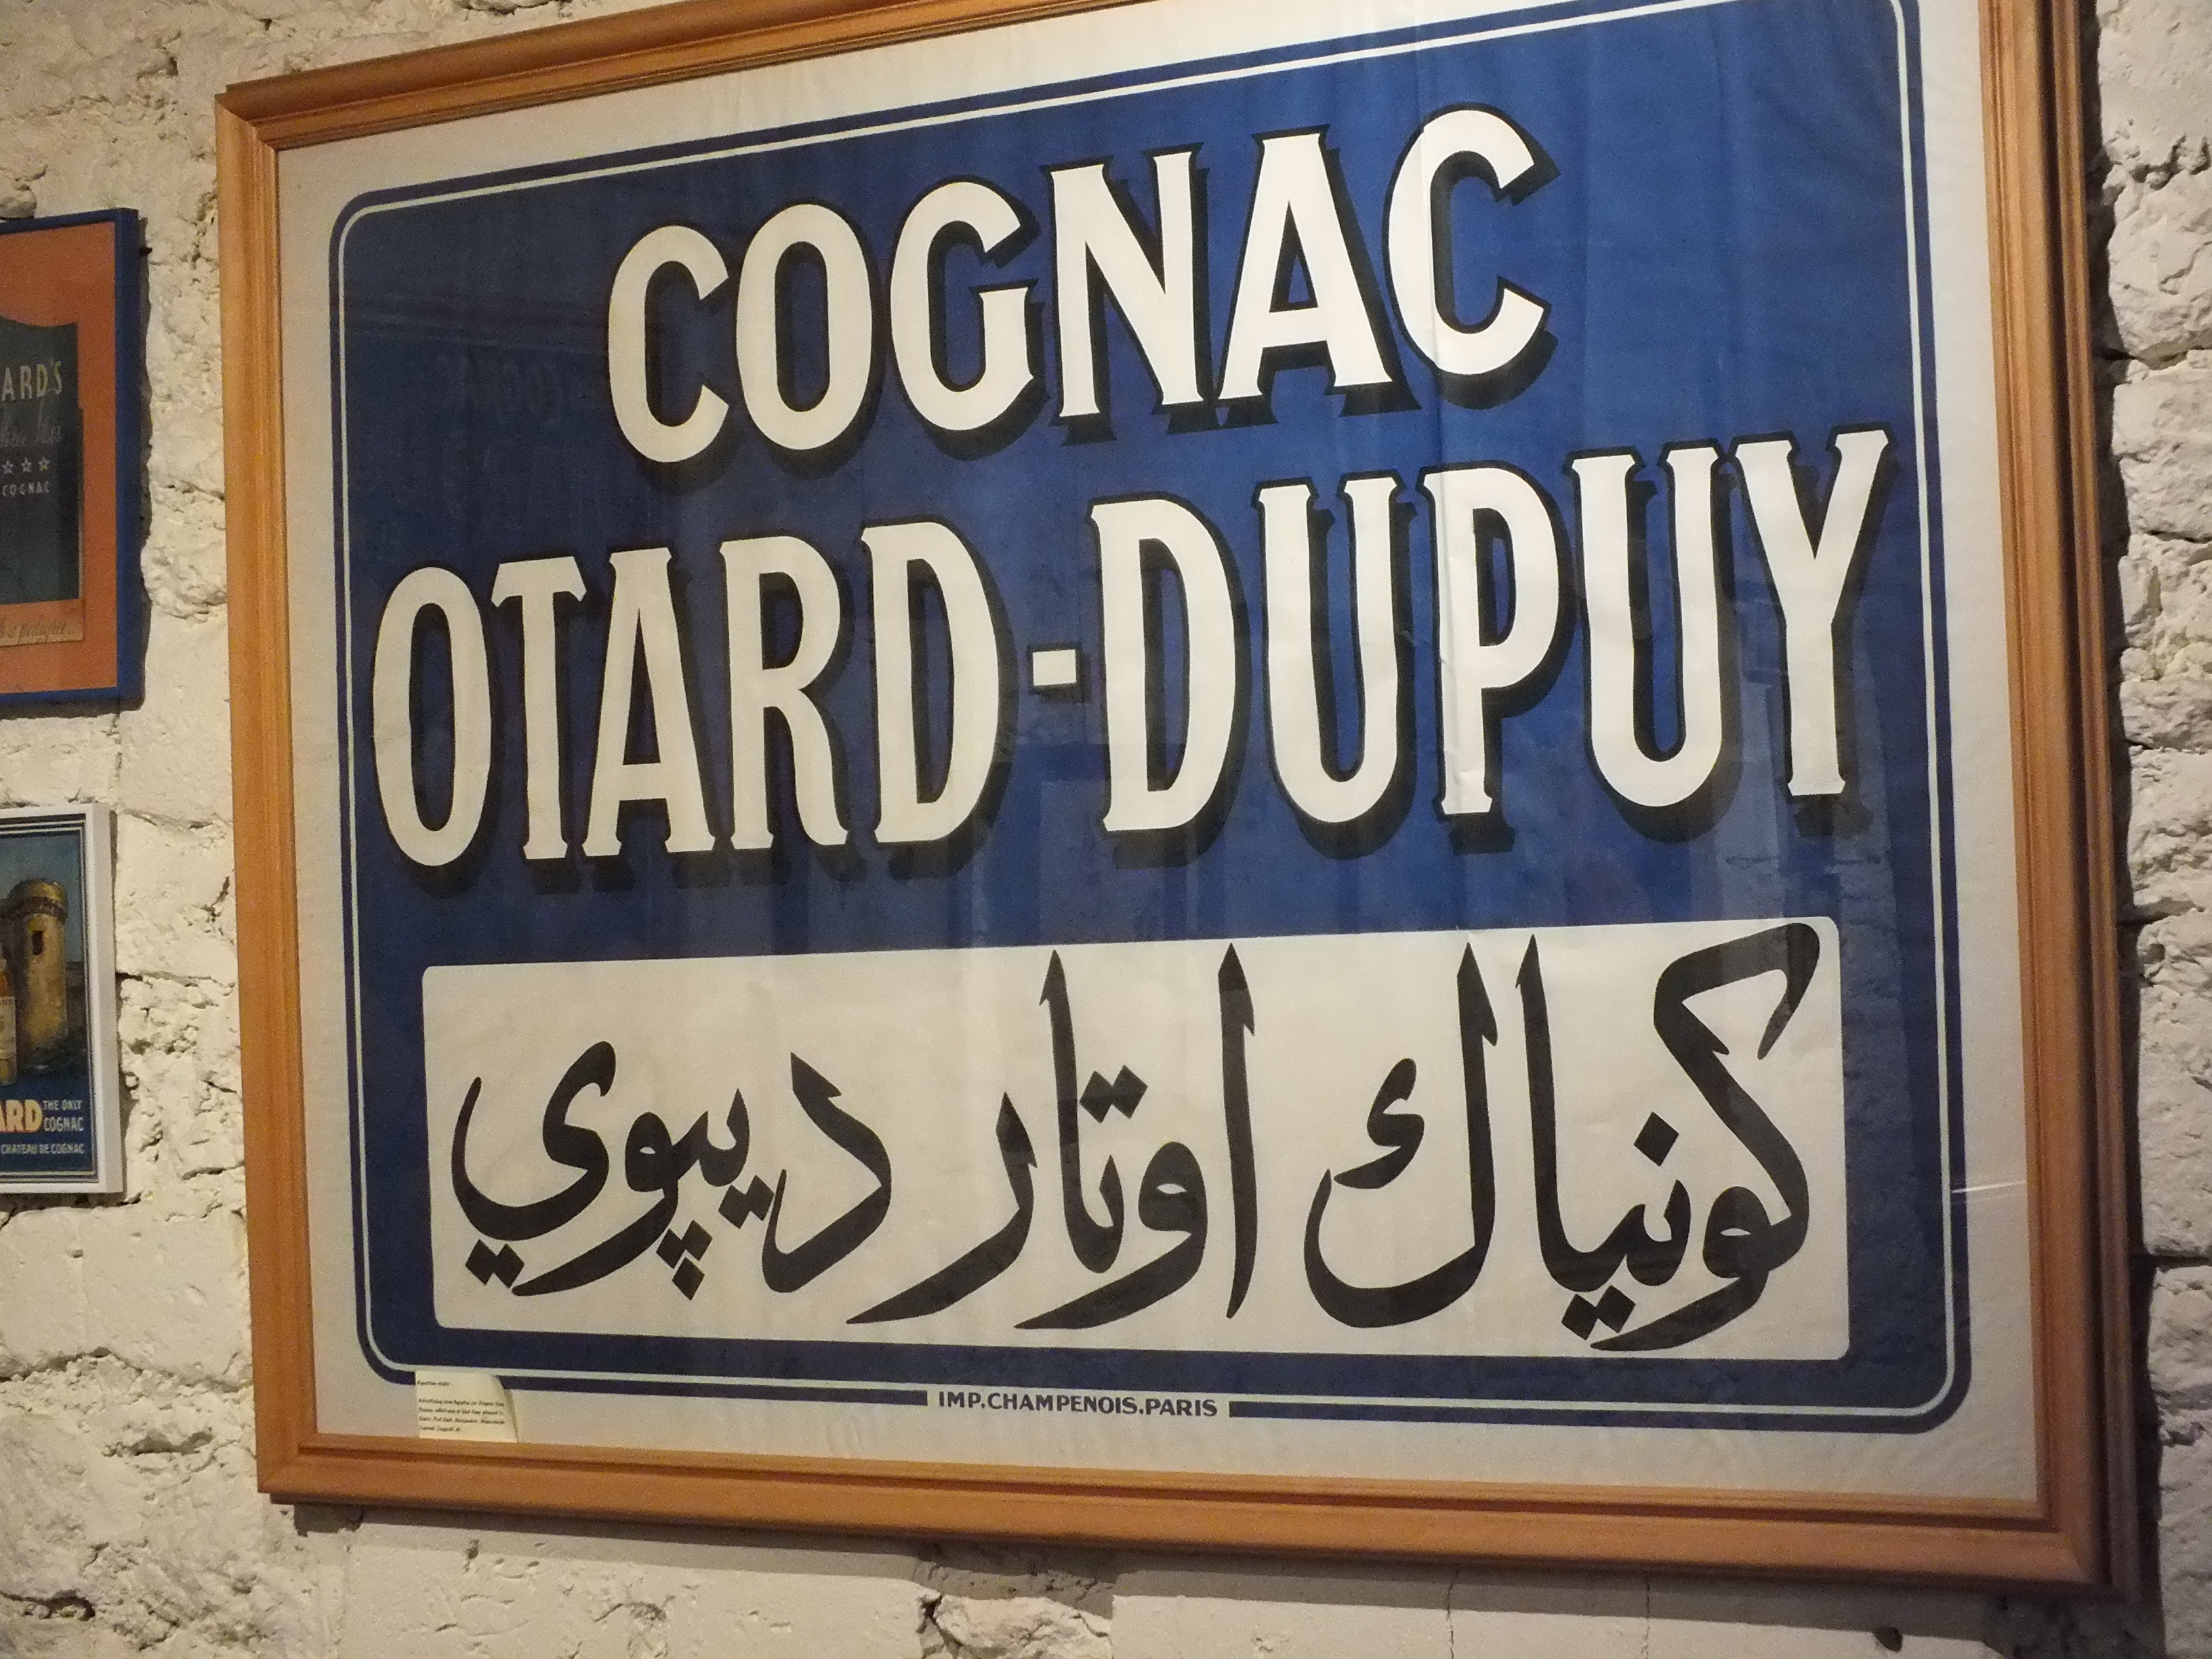 COGNAC
OTARD-DUPUY
كونياك اوتار ديپوي
IMP.CHAMPENOIS.PARIS
ARD'S
COGNAC
ARD THE ONLY
COGNAC
CHATEAU DE COGNAC